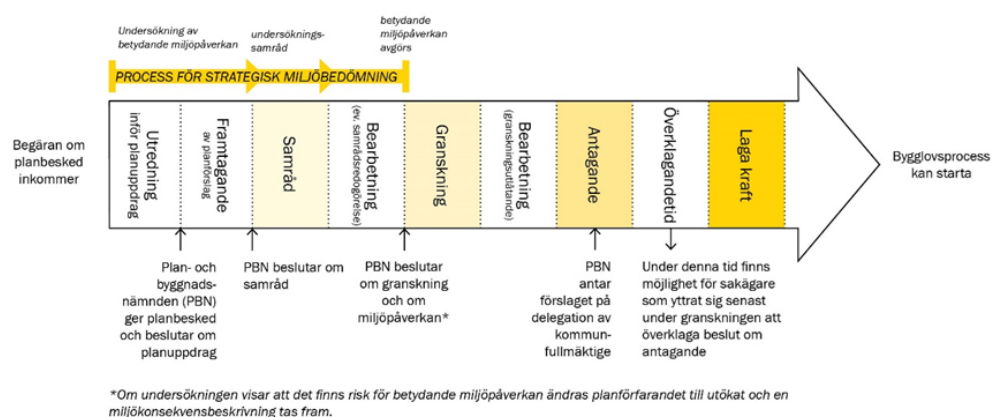 Undersökning av
betydande miljöpåverkan
undersöknings-
samråd
betydande
miljöpåverkan
avgörs
PROCESS FÖR STRATEGISK MILJÖBEDÖMNING
Begäran om
planbesked
inkommer
Utredning
inför planuppdrag
Framtagande
av planförslag
Samråd
Bearbetning
(ev. samrådsredogörelse)
Granskning
Bearbetning
(granskningsutlåtande)
Antagande
Överklagandetid
Laga kraft
Bygglovsprocess
kan starta
Plan- och
byggnads-
nämnden (PBN)
ger planbesked
och beslutar om
planuppdrag
PBN beslutar om
samråd
PBN beslutar
om granskning
och om
miljöpåverkan*
PBN
antar
förslaget på
delegation av
kommun-
fullmäktige
Under denna tid finns
möjlighet för sakägare
som yttrat sig senast
under granskningen att
överklaga beslut om
antagande
*Om undersökningen visar att det finns risk för betydande miljöpåverkan ändras planförfarandet till utökat och en
miljökonsekvensbeskrivning tas fram.